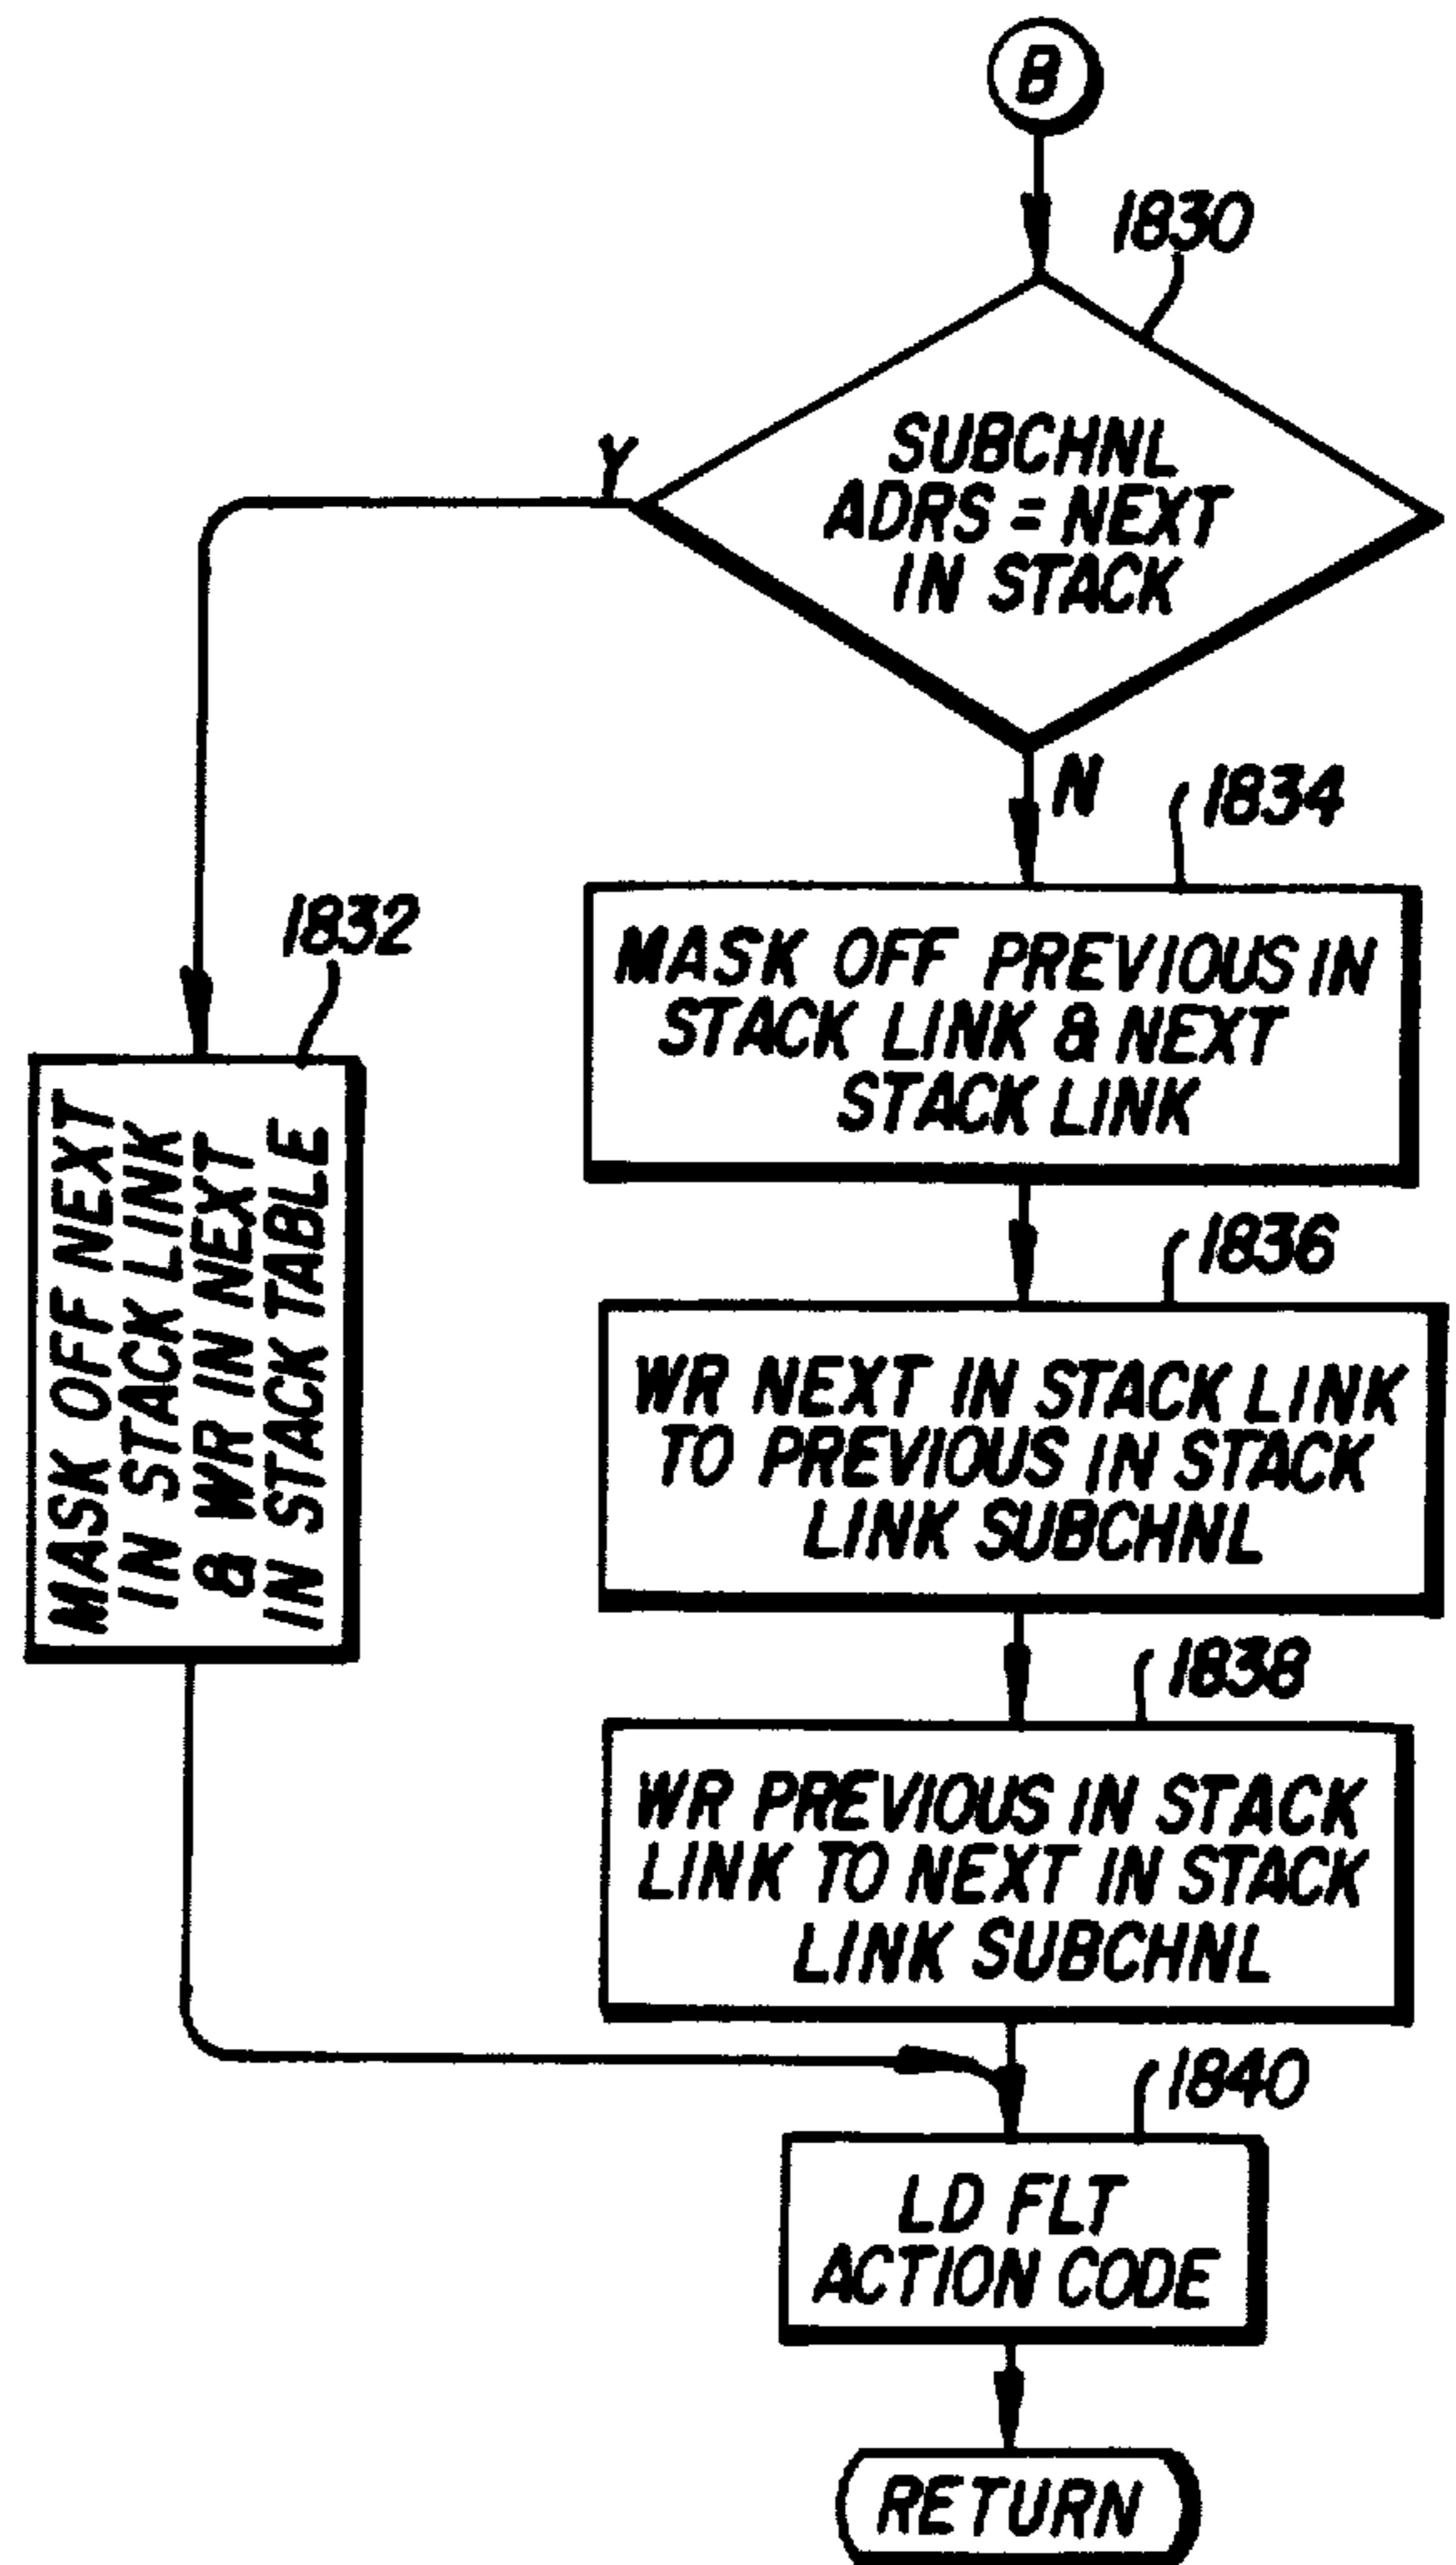 B
1830
SUBCHNL
ADRS = NEXT
IN STACK
Y
N
1832
MASK OFF NEXT
IN STACK LINK
& WR IN NEXT
IN STACK TABLE
1834
MASK OFF PREVIOUS IN
STACK LINK & NEXT
STACK LINK
1836
WR NEXT IN STACK LINK
TO PREVIOUS IN STACK
LINK SUBCHNL
1838
WR PREVIOUS IN STACK
LINK TO NEXT IN STACK
LINK SUBCHNL
1840
LD FLT
ACTION CODE
RETURN